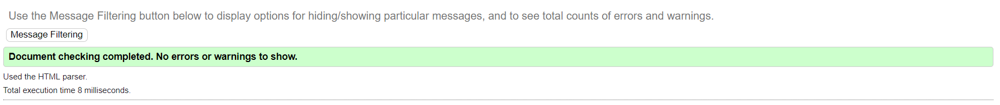 Use the Message Filtering button below to display options for hiding/showing particular messages, and to see total counts of errors and warnings.
Message Filtering
Document checking completed. No errors or warnings to show.
Used the HTML parser.
Total execution time 8 milliseconds.